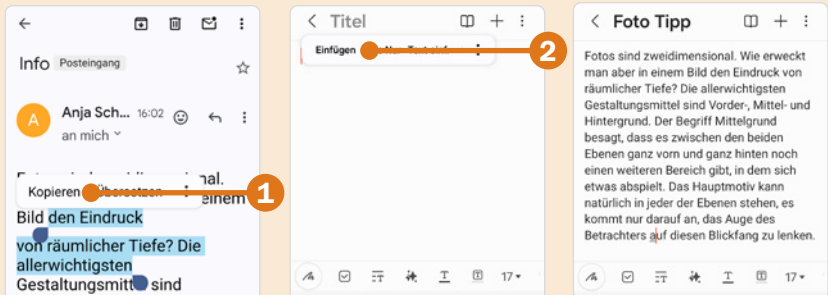 Info Posteingang
Anja Sch... 16:02
A
an mich
Kopieren Übersetzen
einem
Bild den Eindruck
von räumlicher Tiefe? Die
allerwichtigsten
Gestaltungsmitt sind
1
Titel
Einfügen
2
Foto Tipp
Fotos sind zweidimensional. Wie erweckt
man aber in einem Bild den Eindruck von
räumlicher Tiefe? Die allerwichtigsten
Gestaltungsmittel sind Vorder-, Mittel- und
Hintergrund. Der Begriff Mittelgrund
besagt, dass es zwischen den beiden
Ebenen ganz vorn und ganz hinten noch
einen weiteren Bereich gibt, in dem sich
etwas abspielt. Das Hauptmotiv kann
natürlich in jeder der Ebenen stehen, es
kommt nur darauf an, das Auge des
Betrachters auf diesen Blickfang zu lenken.
17
17